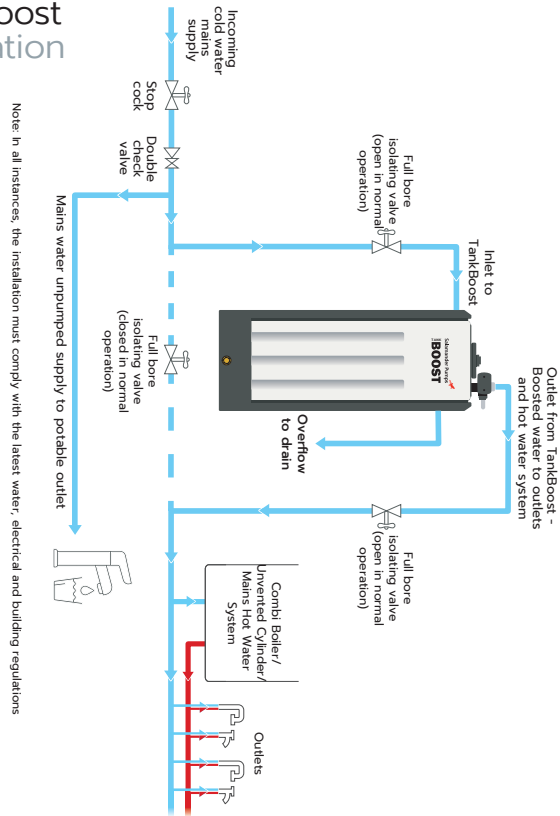 oost
ation
Incoming
cold water
mains
supply
Stop
cock
Double
check
valve
Full bore
isolating valve
(open in normal
operation)
Inlet to
TankBoost
Outlet from TankBoost -
Boosted water to outlets
and hot water system
Salamander Pumps
TANKBOOST
Overflow
to drain
Full bore
isolating valve
(closed in normal
operation)
Full bore
isolating valve
(open in normal
operation)
Mains water unpumped supply to potable outlet
Combi Boiler/
Unvented Cylinder/
Mains Hot Water
System
Outlets
Note: In all instances, the installation must comply with the latest water, electrical and building regulations